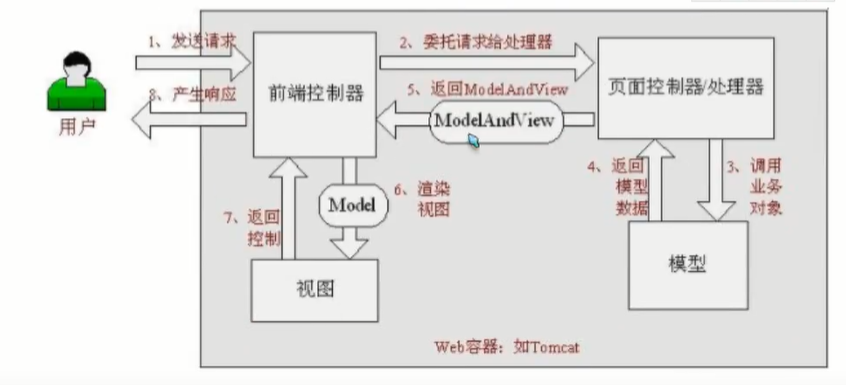 1、发送请求
2、委托请求给处理器
前端控制器
页面控制器/处理器
5、返回ModelAndView
ModelAndView
8、产生响应
用户
4、返回
模型
数据
3、调用
业务
对象
6、渲染
视图
Model
7、返回
控制
视图
模型
Web容器：如Tomcat